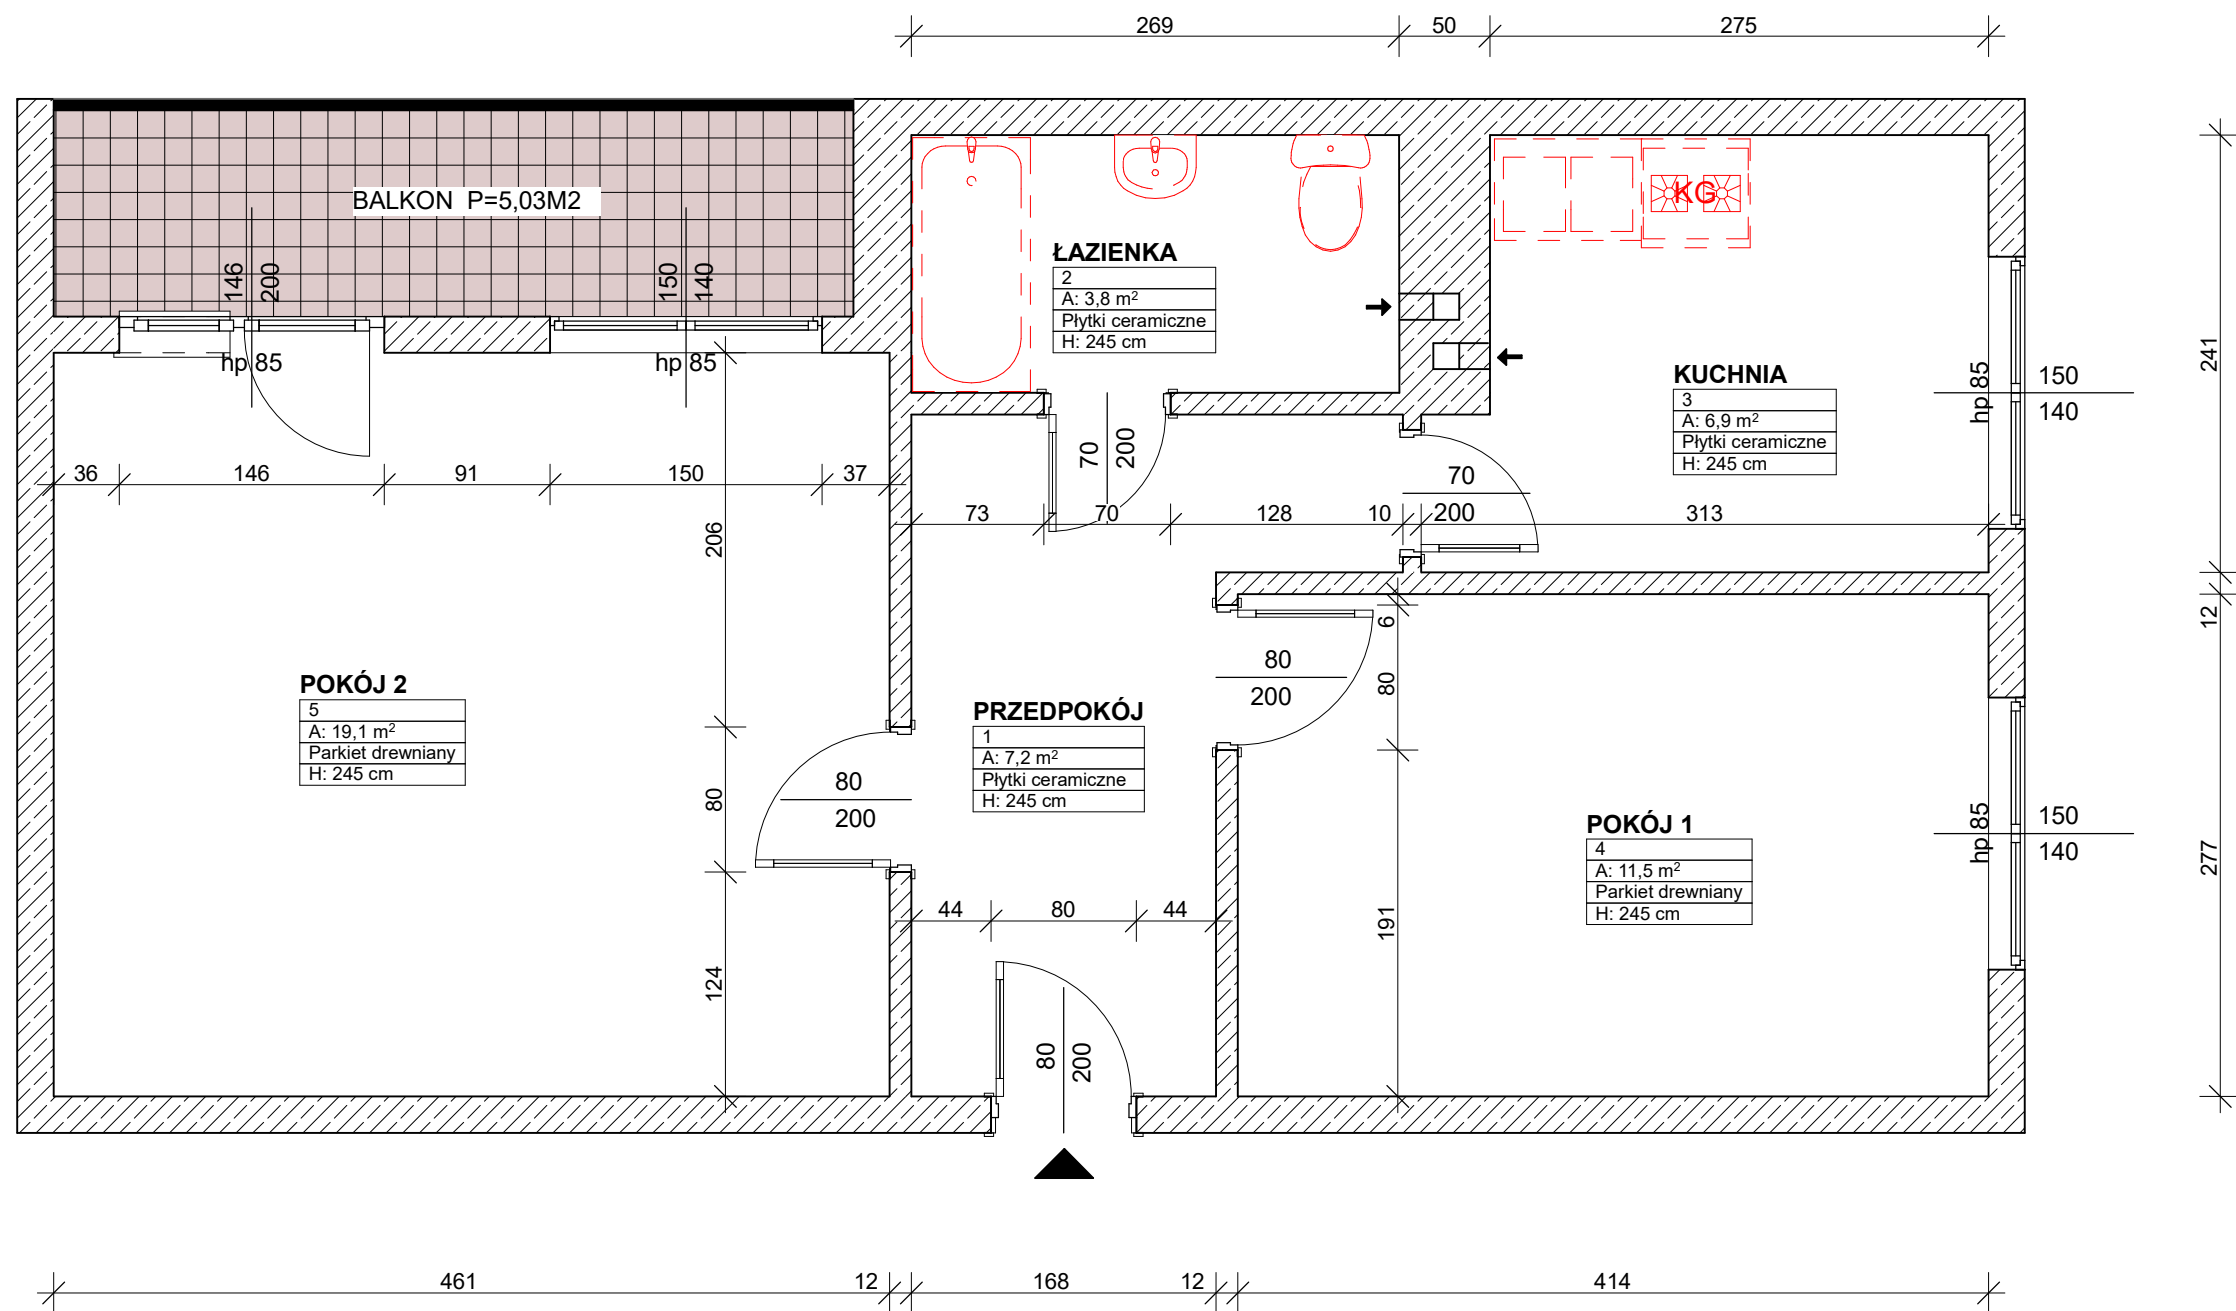 269
50
275
BALKON P=5,03M2
146
200
150
140
hp 85
hp 85
ŁAZIENKA
2
A: 3,8 m²
Płytki ceramiczne
H: 245 cm
KG
KUCHNIA
3
A: 6,9 m²
Płytki ceramiczne
H: 245 cm
hp 85
150
140
241
36
146
91
150
37
70
200
70
200
73
70
128
10
313
206
12
6
80
80
200
POKÓJ 2
5
A: 19,1 m²
Parkiet drewniany
H: 245 cm
80
80
200
PRZEDPOKÓJ
1
A: 7,2 m²
Płytki ceramiczne
H: 245 cm
POKÓJ 1
4
A: 11,5 m²
Parkiet drewniany
H: 245 cm
hp 85
150
140
277
191
44
80
44
124
80
200
461
12
168
12
414